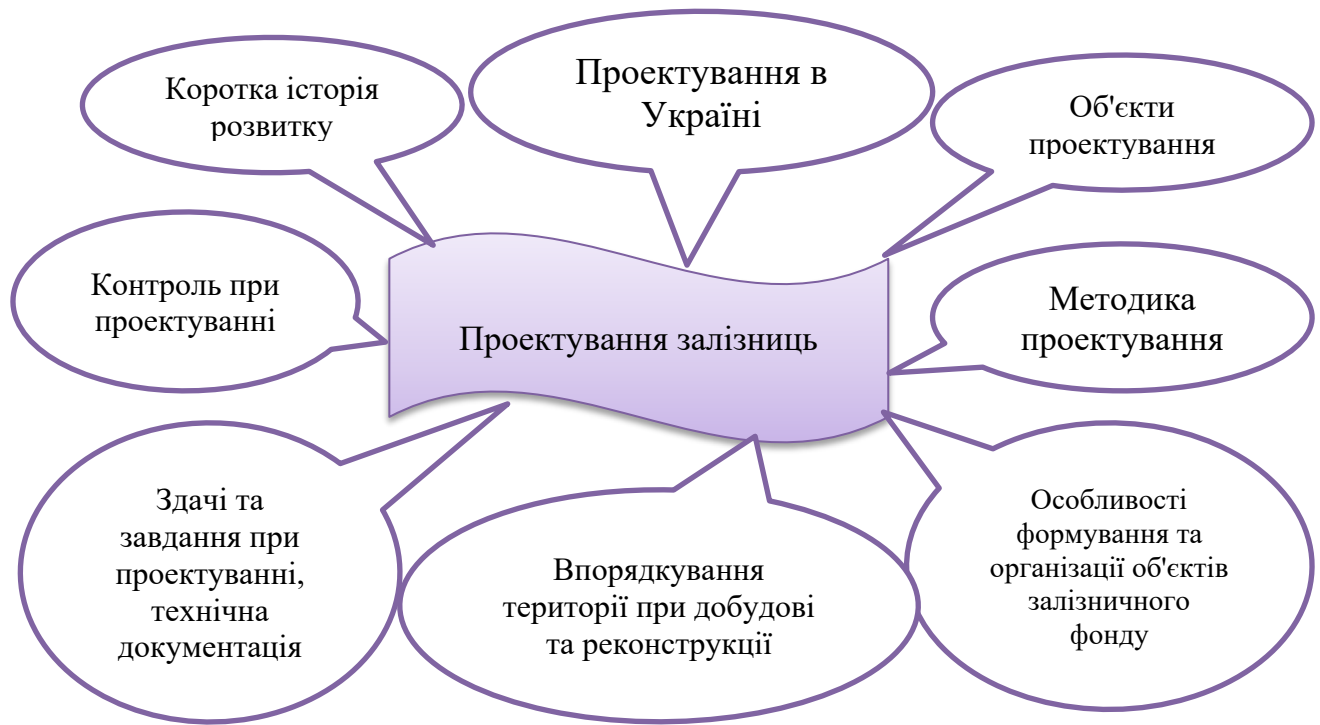 Коротка історія
розвитку
Проектування в
Україні
Об'єкти
проектування
Контроль при
проектуванні
Проектування залізниць
Методика
проектування
Здачі та
завдання при
проектуванні,
технічна
документація
Впорядкування
території при добудові
та реконструкції
Особливості
формування та
організації об'єктів
залізничного
фонду